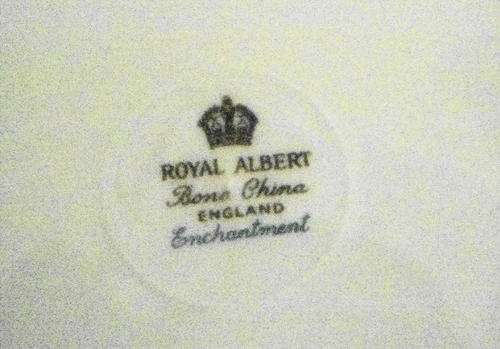 ROYAL ALBERT
Bone China
ENGLAND
Enchantment